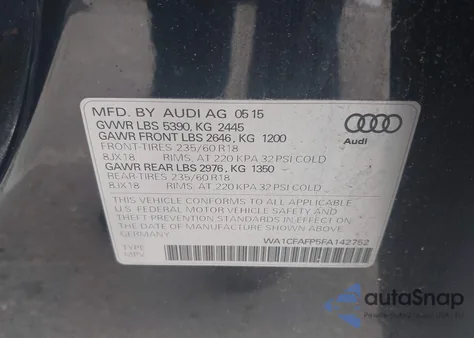 MFD. BY AUDI AG 05 15
GVWR LBS 5390, KG 2445
GAWR FRONT LBS 2646, KG 1200
FRONT-TIRES 235/60 R18
8JX18 RIMS, AT 220 KPA 32 PSI COLD
GAWR REAR LBS 2976, KG 1350
REAR-TIRES 235/60 R18
8JX18 RIMS, AT 220 KPA 32 PSI COLD
THIS VEHICLE CONFORMS TO ALL APPLICABLE
U.S. FEDERAL MOTOR VEHICLE SAFETY AND
THEFT PREVENTION STANDARDS IN EFFECT
ON THE DATE OF MANUFACTURE SHOWN ABOVE.
GERMANY
TYPE:
MPV
WA1CFAFP5FA142752
Audi
autoSnap